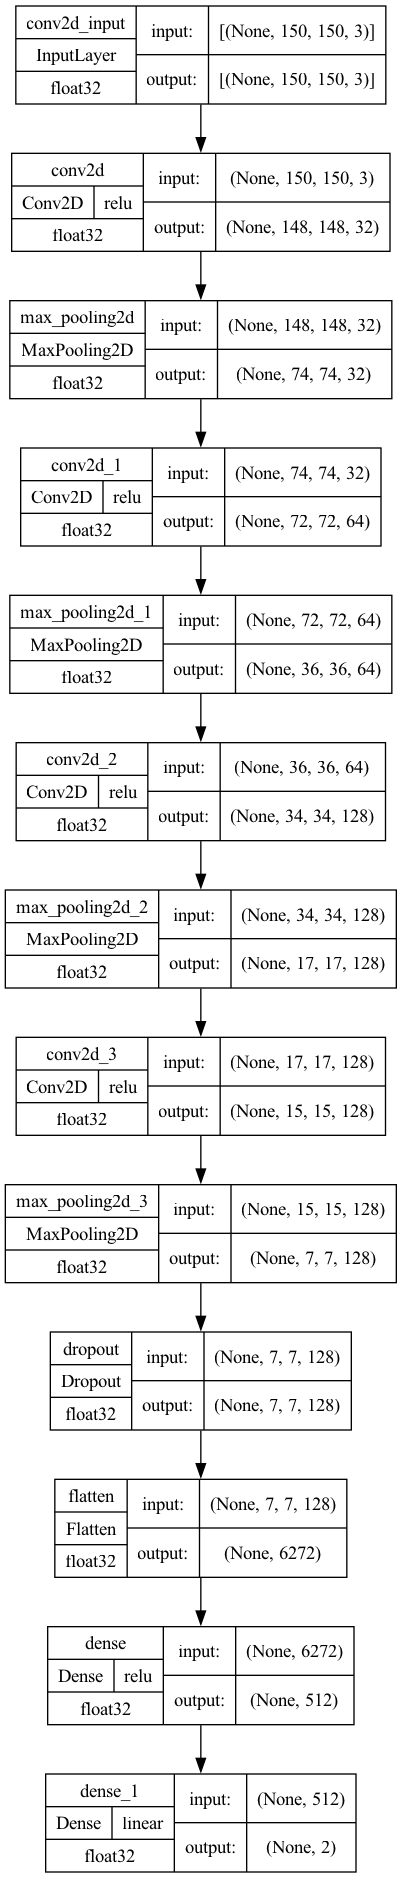 conv2d_input
InputLayer
float32
input:
[(None, 150, 150, 3)]
output:
[(None, 150, 150, 3)]
conv2d
Conv2D relu
float32
input:
(None, 150, 150, 3)
output:
(None, 148, 148, 32)
max_pooling2d
MaxPooling2D
float32
input:
(None, 148, 148, 32)
output:
(None, 74, 74, 32)
conv2d_1
Conv2D relu
float32
input:
(None, 74, 74, 32)
output:
(None, 72, 72, 64)
max_pooling2d_1
MaxPooling2D
float32
input:
(None, 72, 72, 64)
output:
(None, 36, 36, 64)
conv2d_2
Conv2D relu
float32
input:
(None, 36, 36, 64)
output:
(None, 34, 34, 128)
max_pooling2d_2
MaxPooling2D
float32
input:
(None, 34, 34, 128)
output:
(None, 17, 17, 128)
conv2d_3
Conv2D relu
float32
input:
(None, 17, 17, 128)
output:
(None, 15, 15, 128)
max_pooling2d_3
MaxPooling2D
float32
input:
(None, 15, 15, 128)
output:
(None, 7, 7, 128)
dropout
Dropout
float32
input:
(None, 7, 7, 128)
output:
(None, 7, 7, 128)
flatten
Flatten
float32
input:
(None, 7, 7, 128)
output:
(None, 6272)
dense
Dense relu
float32
input:
(None, 6272)
output:
(None, 512)
dense_1
Dense linear
float32
input:
(None, 512)
output:
(None, 2)